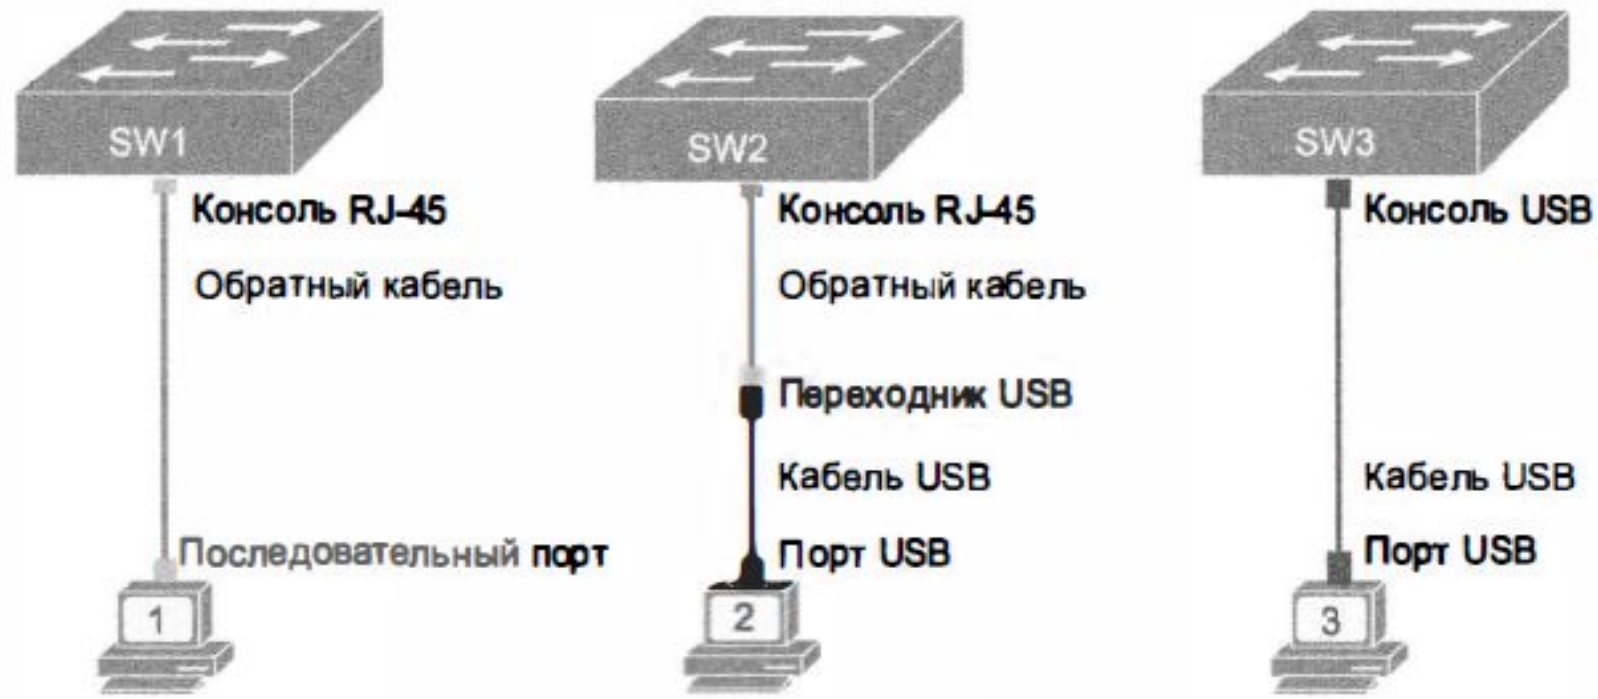 SW1
Консоль RJ-45
Обратный кабель
Последовательный порт
1
SW2
Консоль RJ-45
Обратный кабель
Переходник USB
Кабель USB
Порт USB
2
SW3
Консоль USB
Кабель USB
Порт USB
3